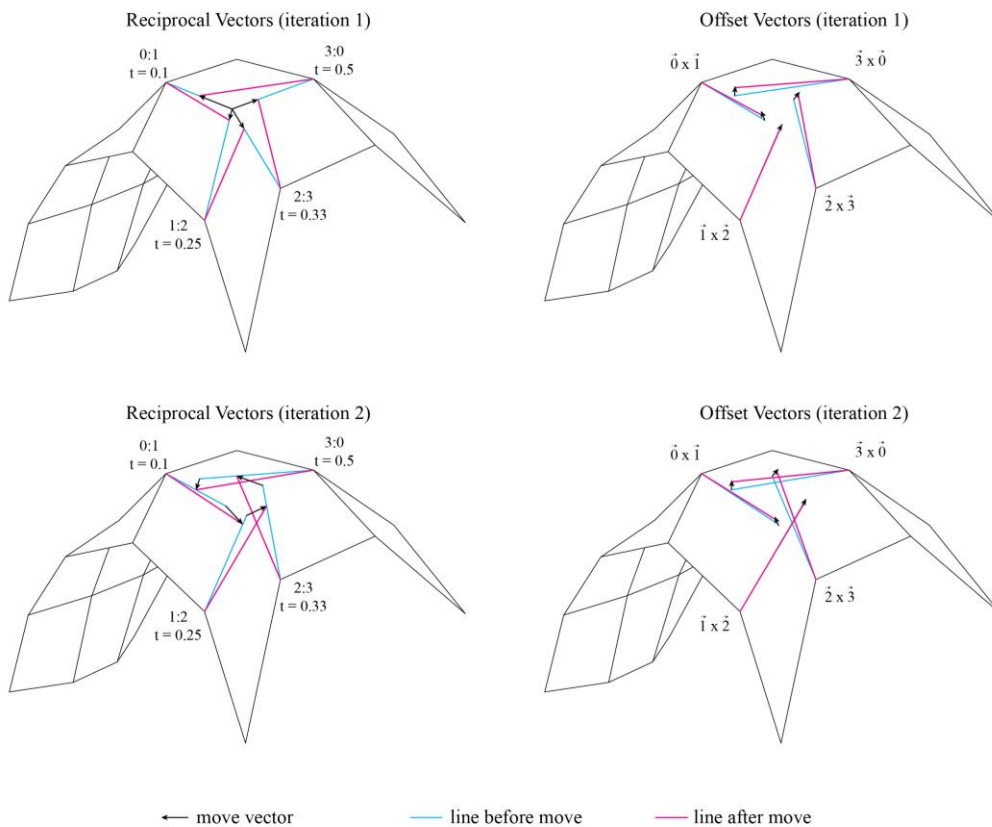 Reciprocal Vectors (iteration 1)
0:1
t = 0.1
3:0
t = 0.5
2:3
t = 0.33
1:2
t = 0.25
Offset Vectors (iteration 1)
0⃗ x 1⃗
3⃗ x 0⃗
2⃗ x 3⃗
1⃗ x 2⃗
Reciprocal Vectors (iteration 2)
0:1
t = 0.1
3:0
t = 0.5
2:3
t = 0.33
1:2
t = 0.25
Offset Vectors (iteration 2)
0⃗ x 1⃗
3⃗ x 0⃗
2⃗ x 3⃗
1⃗ x 2⃗
move vector
line before move
line after move